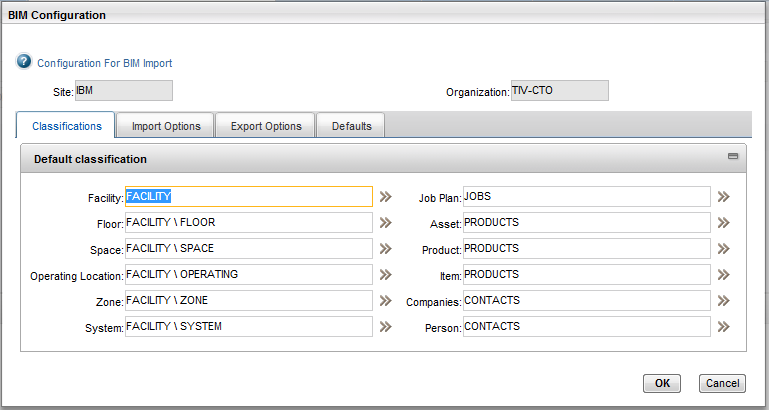 BIM Configuration
? Configuration For BIM Import
Site: IBM Organization: TIV-CTO
Classifications Import Options Export Options Defaults
Default classification
Facility: FACILITY Job Plan: JOBS
Floor: FACILITY \ FLOOR Asset: PRODUCTS
Space: FACILITY \ SPACE Product: PRODUCTS
Operating Location: FACILITY \ OPERATING Item: PRODUCTS
Zone: FACILITY \ ZONE Companies: CONTACTS
System: FACILITY \ SYSTEM Person: CONTACTS
OK Cancel